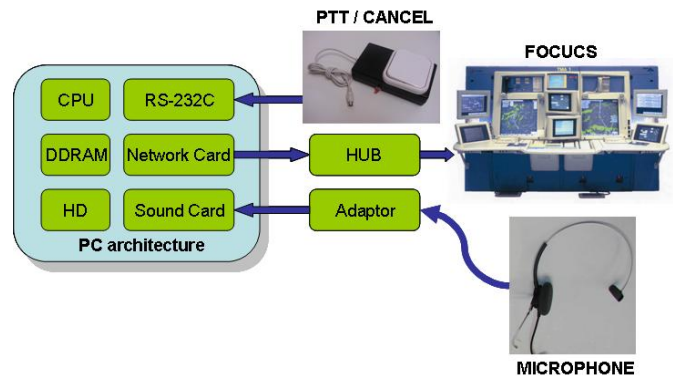 PTT / CANCEL
FOCUCS
CPU
RS-232C
DDRAM
Network Card
HUB
HD
Sound Card
Adaptor
PC architecture
MICROPHONE